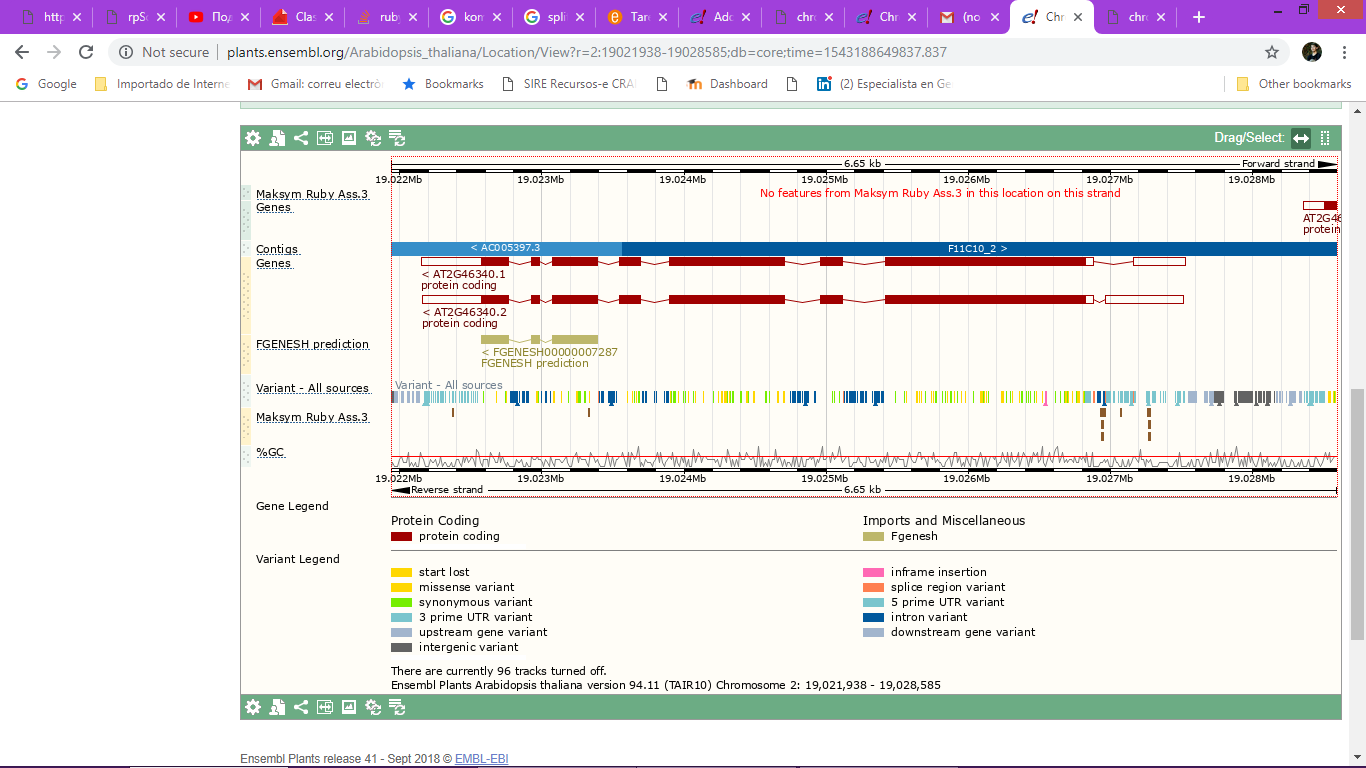 http
rpSc
Под
Clas
ruby
kom
split
Targ
Add
chro
Chr
(no
Chr
chro
Not secure
plants.ensembl.org/Arabidopsis_thaliana/Location/View?r=2:19021938-19028585;db=core;time=1543188649837.837
Google
Importado de Interne
Gmail: correu electrò
Bookmarks
SIRE Recursos-e CRA
Dashboard
(2) Especialista en Ge
Other bookmarks
Drag/Select:
6.65 kb
Forward strand
19.022Mb 19.023Mb 19.024Mb 19.025Mb 19.026Mb 19.027Mb 19.028Mb
Maksym Ruby Ass.3
No features from Maksym Ruby Ass.3 in this location on this strand
Genes
AT2G46
protein
Contigs
< AC005397.3
F11C10_2 >
Genes
< AT2G46340.1
protein coding
< AT2G46340.2
protein coding
FGENESH prediction
< FGENESH00000007287
FGENESH prediction
Variant - All sources
Variant - All sources
Maksym Ruby Ass.3
%GC
19.022Mb 19.023Mb 19.024Mb 19.025Mb 19.026Mb 19.027Mb 19.028Mb
Reverse strand
6.65 kb
Gene Legend
Protein Coding
protein coding
Imports and Miscellaneous
Fgenesh
Variant Legend
start lost
missense variant
synonymous variant
3 prime UTR variant
upstream gene variant
intergenic variant
inframe insertion
splice region variant
5 prime UTR variant
intron variant
downstream gene variant
There are currently 96 tracks turned off.
Ensembl Plants Arabidopsis thaliana version 94.11 (TAIR10) Chromosome 2: 19,021,938 - 19,028,585
Ensembl Plants release 41 - Sept 2018 © EMBL-EBI